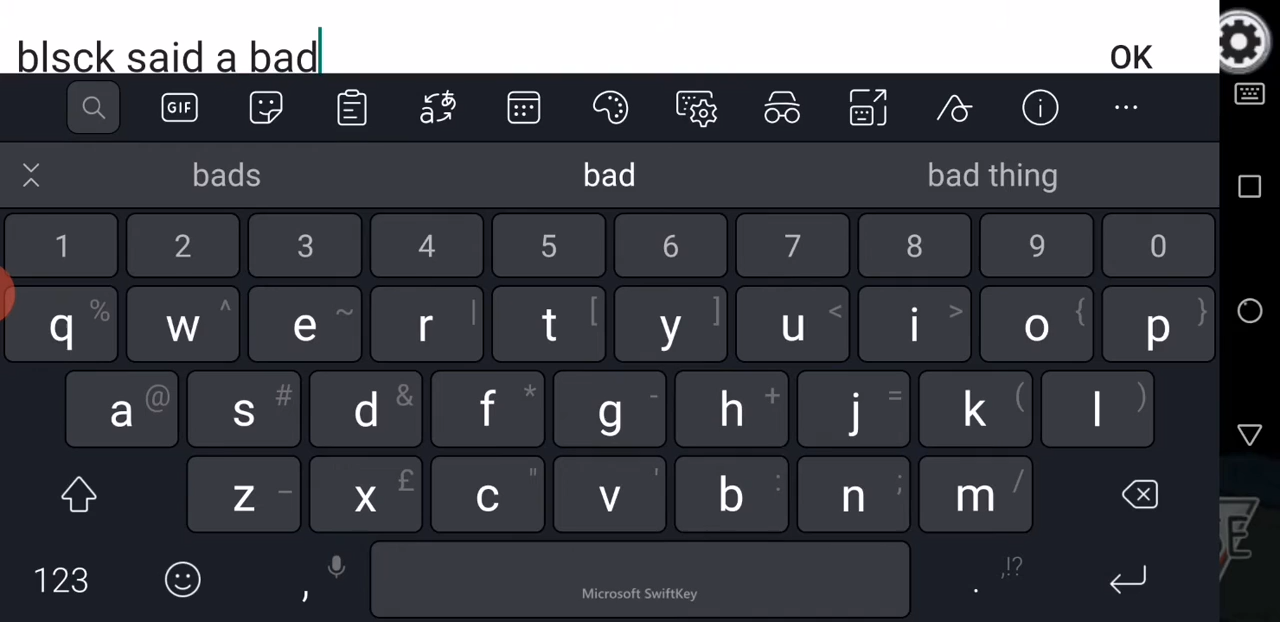 blsck said a bad
OK
GIF
bads bad bad thing
1 2 3 4 5 6 7 8 9 0
q % w ^ e ~ r | t [ y ] u < i > o { p }
a @ s # d & f * g - h + j = k ( l )
z – x £ c " v ' b : n ; m /
123 , Microsoft SwiftKey . ,!?